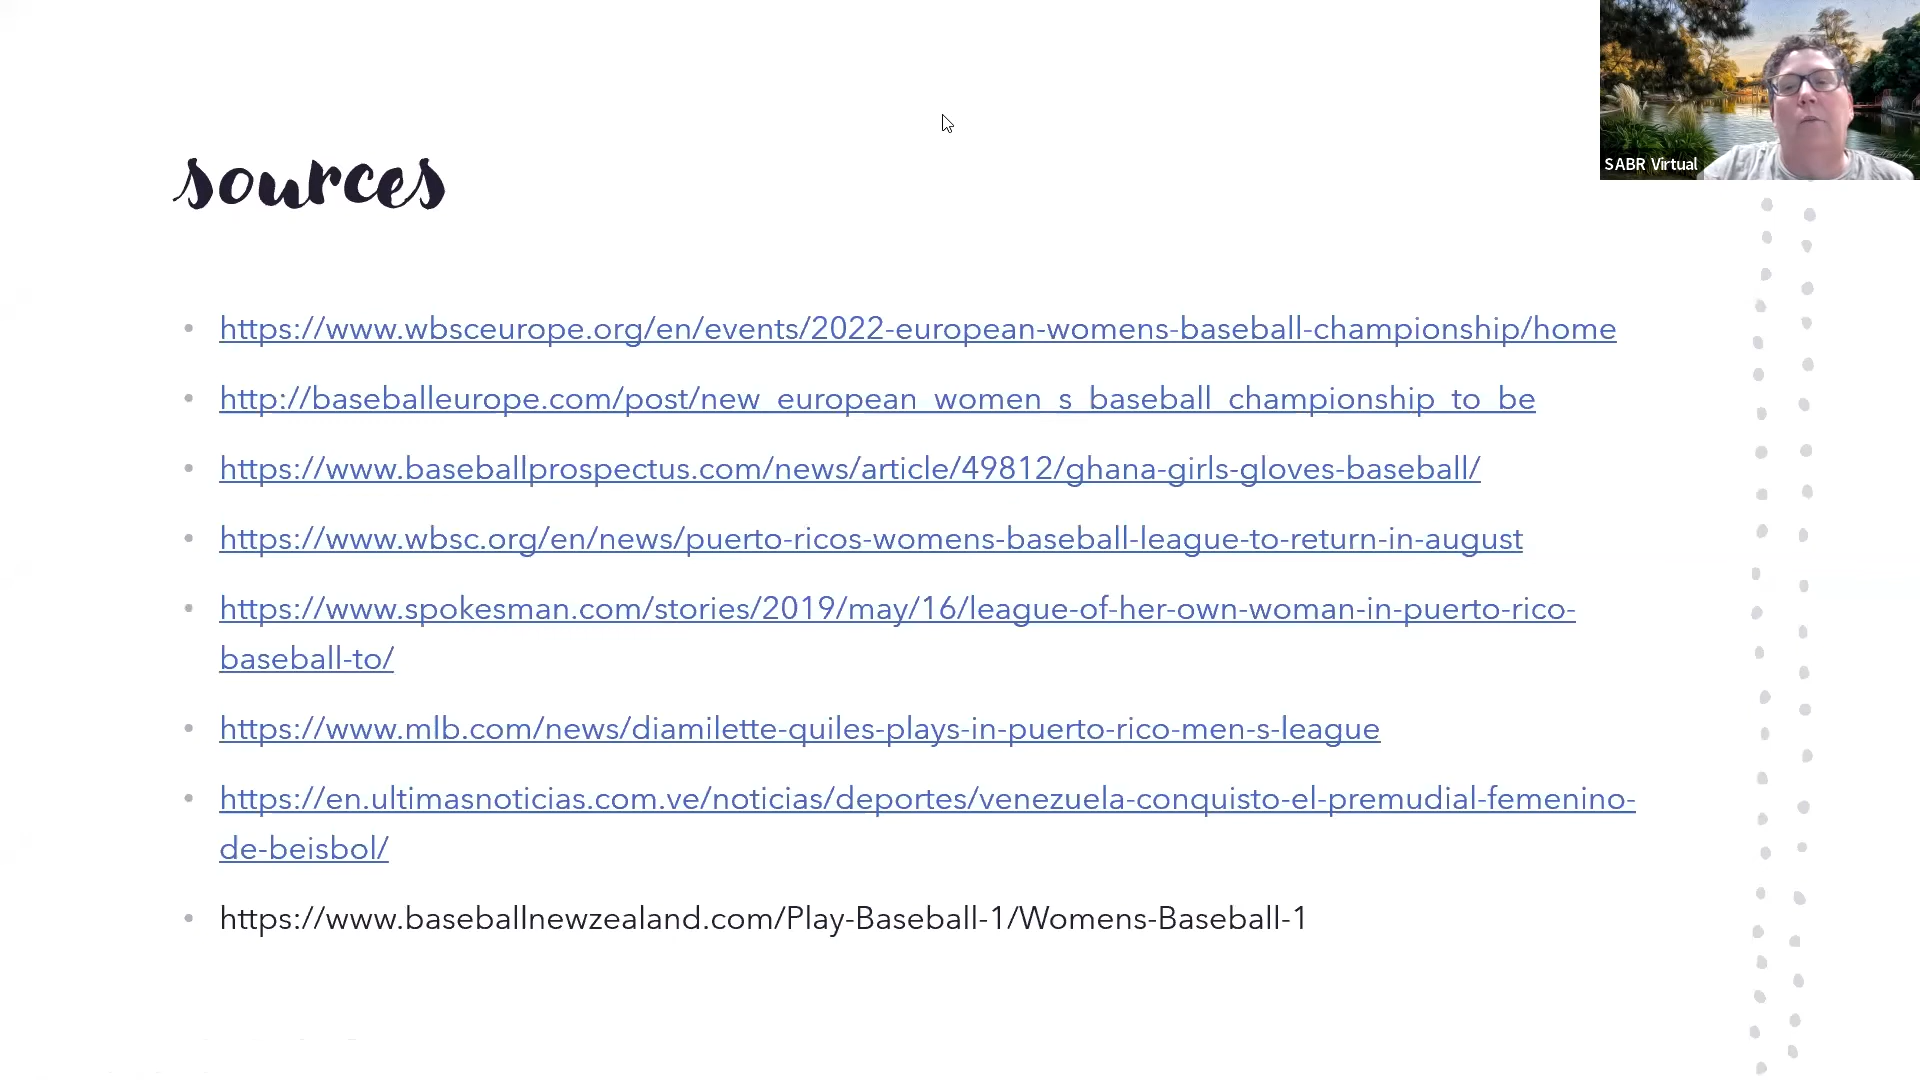 SABR Virtual
sources
https://www.wbsceurope.org/en/events/2022-european-womens-baseball-championship/home
http://baseballeurope.com/post/new_european_women_s_baseball_championship_to_be
https://www.baseballprospectus.com/news/article/49812/ghana-girls-gloves-baseball/
https://www.wbsc.org/en/news/puerto-ricos-womens-baseball-league-to-return-in-august
https://www.spokesman.com/stories/2019/may/16/league-of-her-own-woman-in-puerto-rico-
baseball-to/
https://www.mlb.com/news/diamilette-quiles-plays-in-puerto-rico-men-s-league
https://en.ultimasnoticias.com.ve/noticias/deportes/venezuela-conquisto-el-premudial-femenino-
de-beisbol/
https://www.baseballnewzealand.com/Play-Baseball-1/Womens-Baseball-1